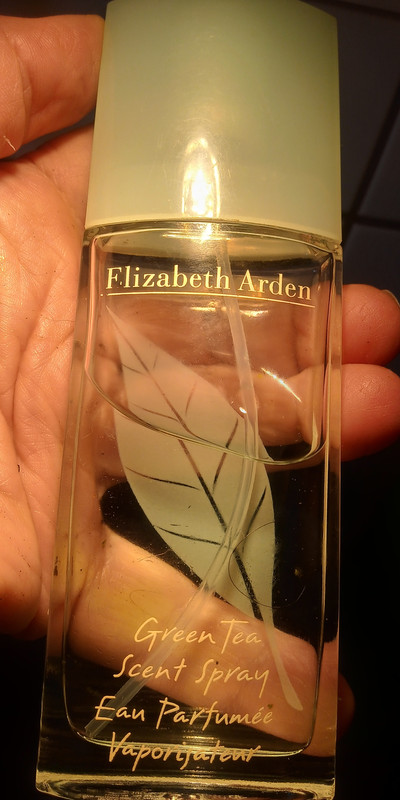 Elizabeth Arden
Green Tea
Scent Spray
Eau Parfumée
Vaporisateur